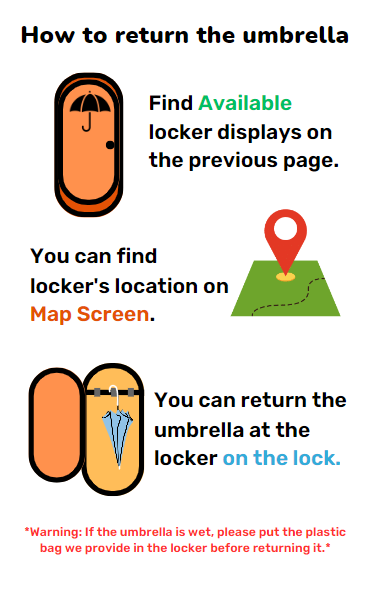 How to return the umbrella
Find Available
locker displays on
the previous page.
You can find
locker's location on
Map Screen.
You can return the
umbrella at the
locker on the lock.
*Warning: If the umbrella is wet, please put the plastic
bag we provide in the locker before returning it.*